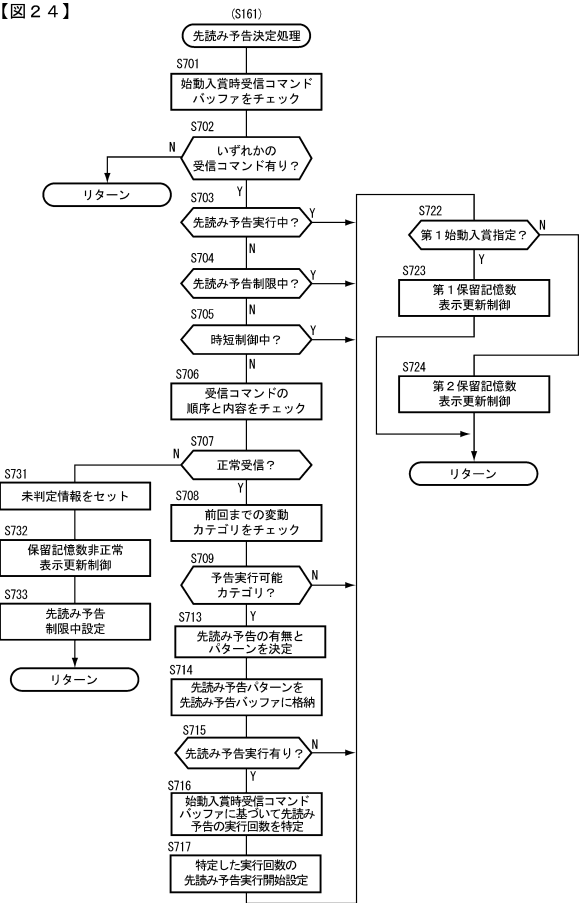 【図２４】
(S161)
先読み予告決定処理
S701
始動入賞時受信コマンド
バッファをチェック
S702
いずれかの
受信コマンド有り？
N
Y
リターン
S703
先読み予告実行中？
Y
N
S704
先読み予告制限中？
Y
N
S705
時短制御中？
Y
N
S706
受信コマンドの
順序と内容をチェック
S707
正常受信？
N
Y
S731
未判定情報をセット
S732
保留記憶数非正常
表示更新制御
S733
先読み予告
制限中設定
リターン
S708
前回までの変動
カテゴリをチェック
S709
予告実行可能
カテゴリ？
N
Y
S713
先読み予告の有無と
パターンを決定
S714
先読み予告パターンを
先読み予告バッファに格納
S715
先読み予告実行有り？
N
Y
S716
始動入賞時受信コマンド
バッファに基づいて先読み
予告の実行回数を特定
S717
特定した実行回数の
先読み予告実行開始設定
S722
第１始動入賞指定？
N
Y
S723
第１保留記憶数
表示更新制御
S724
第２保留記憶数
表示更新制御
リターン